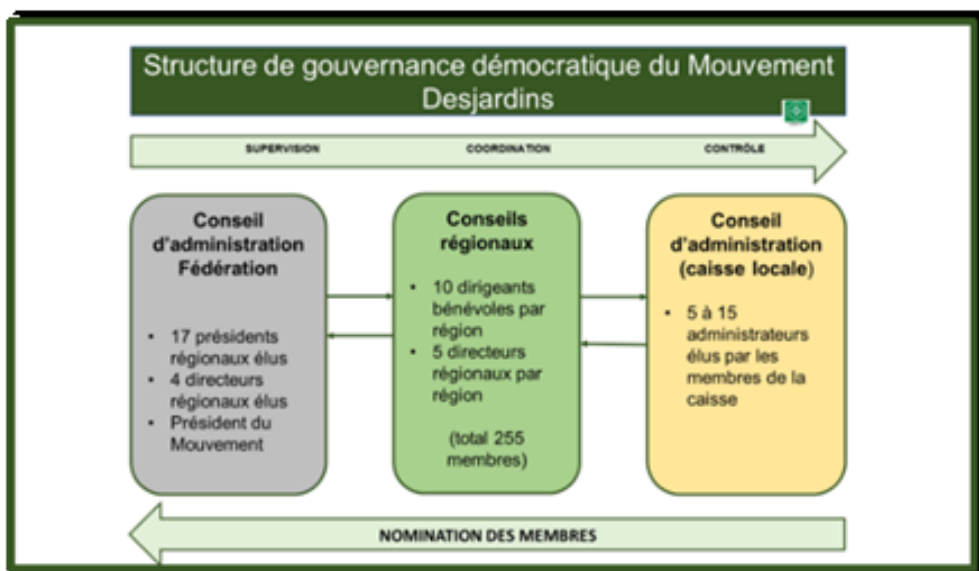 Structure de gouvernance démocratique du Mouvement
Desjardins
SUPERVISION
COORDINATION
CONTRÔLE
Conseil
d'administration
Fédération
• 17 présidents
régionaux élus
• 4 directeurs
régionaux élus
• Président du
Mouvement
Conseils
régionaux
• 10 dirigeants
bénévoles par
région
• 5 directeurs
régionaux par
région
(total 255
membres)
Conseil
d'administration
(caisse locale)
• 5 à 15
administrateurs
élus par les
membres de la
caisse
NOMINATION DES MEMBRES